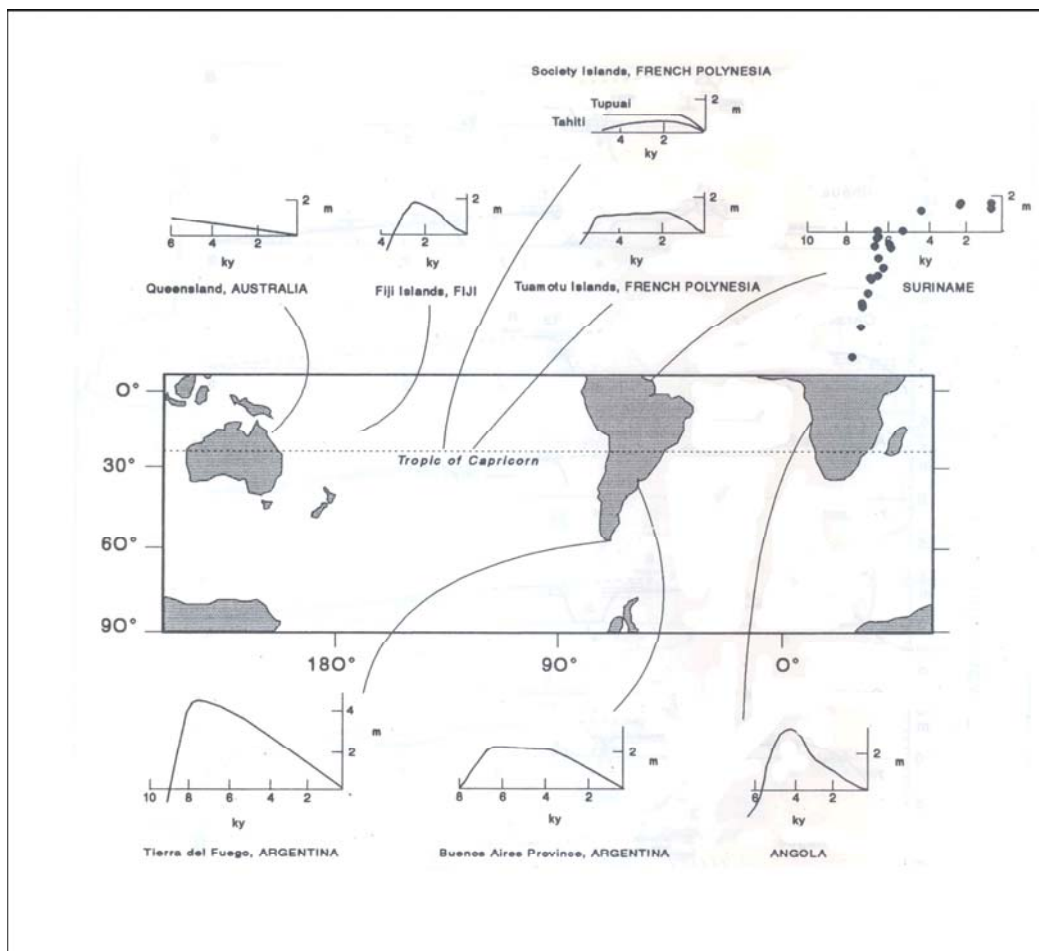 Society Islands, FRENCH POLYNESIA
Tupuai
Tahiti
2
m
4 2
ky
2
m
6 4 2
ky
Queensland, AUSTRALIA
2
m
4 2
ky
Fiji Islands, FIJI
2
m
4 2
ky
Tuamotu Islands, FRENCH POLYNESIA
2
m
10 8 6 4 2
ky
SURINAME
0°
30°
60°
90°
Tropic of Capricorn
180° 90° 0°
4
m
2
10 8 6 4 2
ky
Tierra del Fuego, ARGENTINA
2
m
8 6 4 2
ky
Buenos Aires Province, ARGENTINA
2
m
6 4 2
ky
ANGOLA